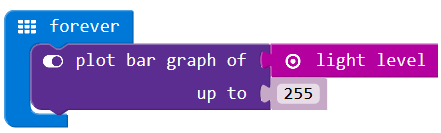 forever
plot bar graph of light level
up to 255